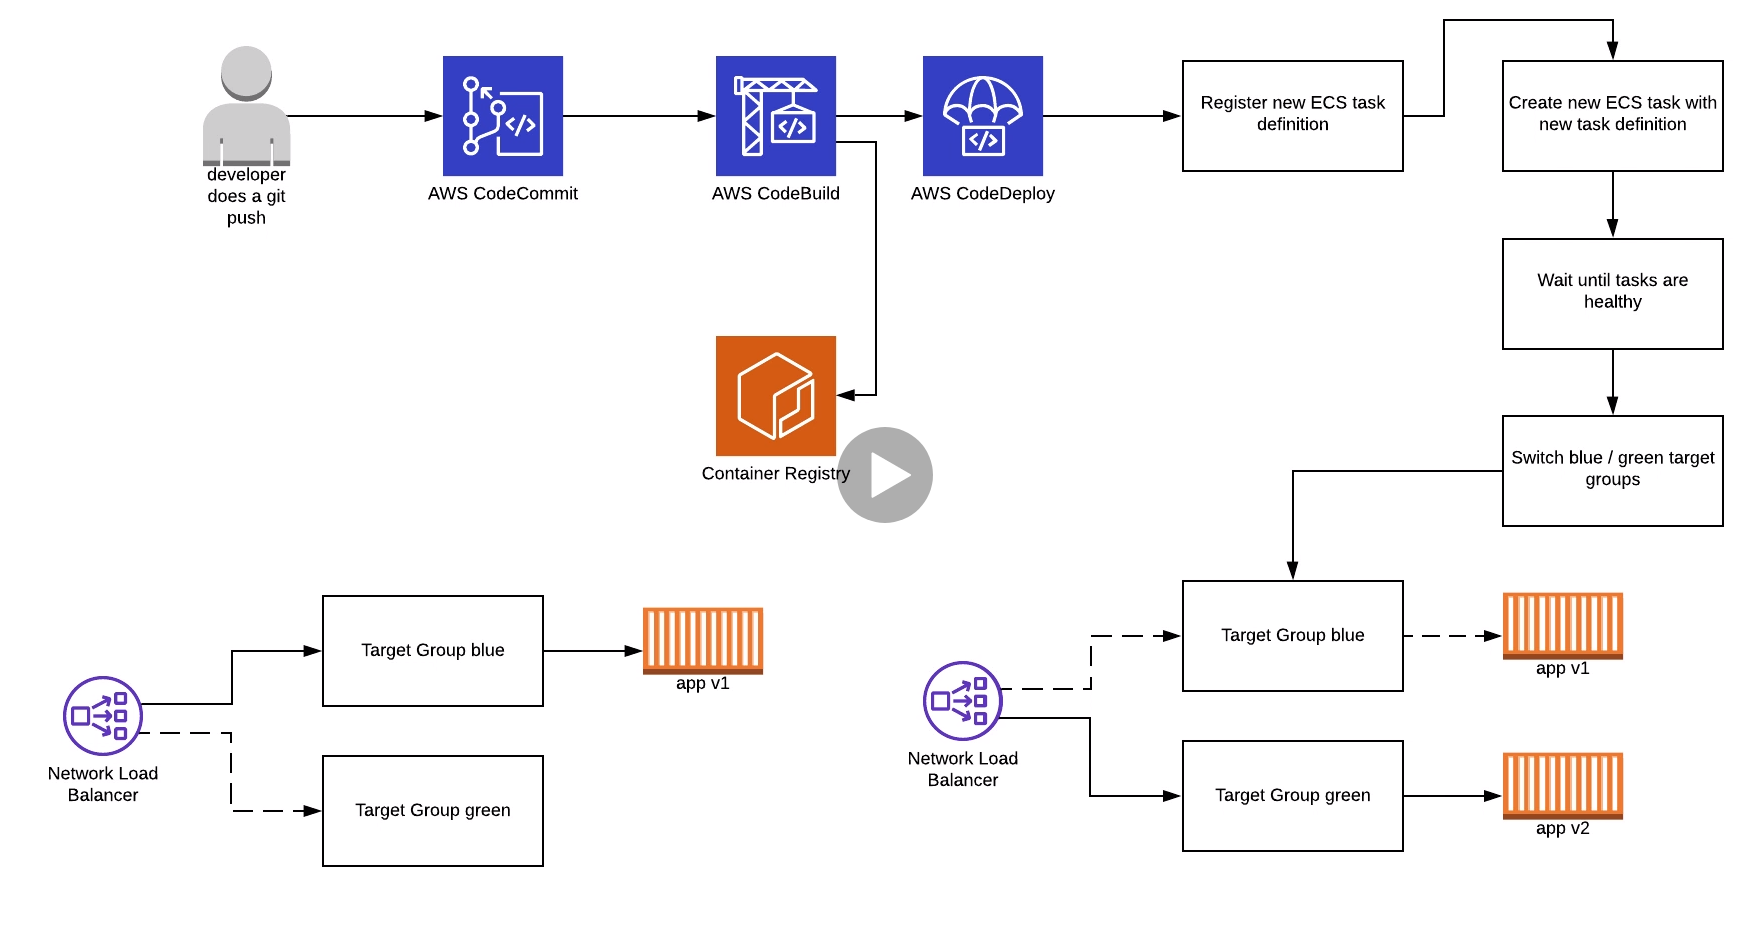 developer
does a git
push
AWS CodeCommit
AWS CodeBuild
AWS CodeDeploy
Register new ECS task
definition
Create new ECS task with
new task definition
Wait until tasks are
healthy
Container Registry
Switch blue / green target
groups
Network Load
Balancer
Target Group blue
app v1
Target Group green
Network Load
Balancer
Target Group blue
app v1
Target Group green
app v2